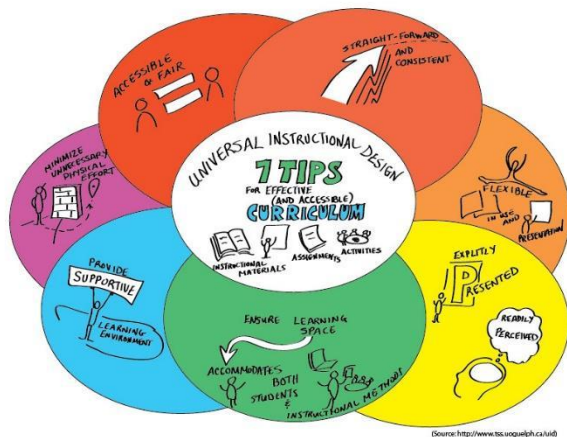 UNIVERSAL INSTRUCTIONAL DESIGN
7 TIPS
FOR EFFECTIVE
(AND ACCESSIBLE)
CURRICULUM
INSTRUCTIONAL
MATERIALS
ASSIGNMENTS
ACTIVITIES
ACCESSIBLE
& FAIR
STRAIGHT-FORWARD
AND
CONSISTENT
FLEXIBLE
IN USE AND
PRESENTATION
EXPLITLY
PRESENTED
READILY
PERCEIVED
ENSURE LEARNING
SPACE
ACCOMMODATES BOTH
STUDENTS
&
INSTRUCTIONAL METHODS
PROVIDE
SUPPORTIVE
LEARNING ENVIRONMENT
MINIMIZE
UNNECESSARY
PHYSICAL
EFFORT
(Source: http://www.tss.uoguelph.ca/uid)